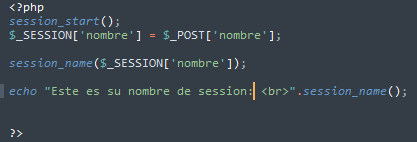 <?php
session_start();
$_SESSION['nombre'] = $_POST['nombre'];
session_name($_SESSION['nombre']);
echo "Este es su nombre de session: <br>".session_name();
?>